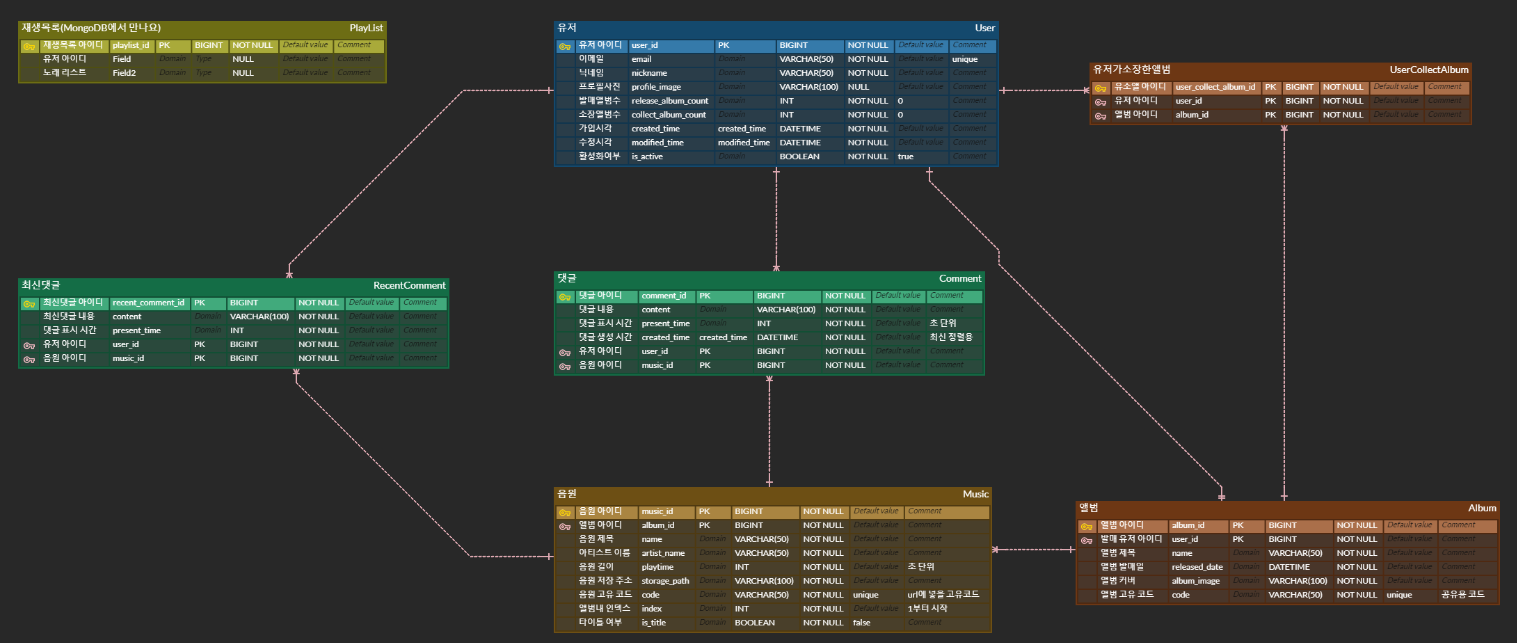 재생목록(MongoDB에서 만나요) PlayList
재생목록 아이디 playlist_id PK BIGINT NOT NULL Default value Comment
유저 아이디 Field Domain Type NULL Default value Comment
노래 리스트 Field2 Domain Type NULL Default value Comment
유저 User
유저 아이디 user_id PK BIGINT NOT NULL Default value Comment
이메일 email Domain VARCHAR(50) NOT NULL Default value unique
닉네임 nickname Domain VARCHAR(50) NOT NULL Default value Comment
프로필사진 profile_image Domain VARCHAR(100) NULL Default value Comment
발매앨범수 release_album_count Domain INT NOT NULL 0 Comment
소장앨범수 collect_album_count Domain INT NOT NULL 0 Comment
가입시각 created_time created_time DATETIME NOT NULL Default value Comment
수정시각 modified_time modified_time DATETIME NOT NULL Default value Comment
활성화여부 is_active Domain BOOLEAN NOT NULL true Comment
유저가소장한앨범 UserCollectAlbum
유소앨 아이디 user_collect_album_id PK BIGINT NOT NULL Default value Comment
유저 아이디 user_id PK BIGINT NOT NULL Default value Comment
앨범 아이디 album_id PK BIGINT NOT NULL Default value Comment
최신댓글 RecentComment
최신댓글 아이디 recent_comment_id PK BIGINT NOT NULL Default value Comment
최신댓글 내용 content Domain VARCHAR(100) NOT NULL Default value Comment
댓글 표시 시간 present_time Domain INT NOT NULL Default value Comment
유저 아이디 user_id PK BIGINT NOT NULL Default value Comment
음원 아이디 music_id PK BIGINT NOT NULL Default value Comment
댓글 Comment
댓글 아이디 comment_id PK BIGINT NOT NULL Default value Comment
댓글 내용 content Domain VARCHAR(100) NOT NULL Default value Comment
댓글 표시 시간 present_time Domain INT NOT NULL Default value 초 단위
댓글 생성 시간 created_time created_time DATETIME NOT NULL Default value 최신 정렬용
유저 아이디 user_id PK BIGINT NOT NULL Default value Comment
음원 아이디 music_id PK BIGINT NOT NULL Default value Comment
음원 Music
음원 아이디 music_id PK BIGINT NOT NULL Default value Comment
앨범 아이디 album_id PK BIGINT NOT NULL Default value Comment
음원 제목 name Domain VARCHAR(50) NOT NULL Default value Comment
아티스트 이름 artist_name Domain VARCHAR(50) NOT NULL Default value Comment
음원 길이 playtime Domain INT NOT NULL Default value 초 단위
음원 저장 주소 storage_path Domain VARCHAR(100) NOT NULL Default value Comment
음원 고유 코드 code Domain VARCHAR(50) NOT NULL unique url에 넣을 고유코드
앨범내 인덱스 index Domain INT NOT NULL Default value 1부터 시작
타이틀 여부 is_title Domain BOOLEAN NOT NULL false Comment
앨범 Album
앨범 아이디 album_id PK BIGINT NOT NULL Default value Comment
발매 유저 아이디 user_id PK BIGINT NOT NULL Default value Comment
앨범 제목 name Domain VARCHAR(50) NOT NULL Default value Comment
앨범 발매일 released_date Domain DATETIME NOT NULL Default value Comment
앨범 커버 album_image Domain VARCHAR(100) NOT NULL Default value Comment
앨범 고유 코드 code Domain VARCHAR(50) NOT NULL unique 공유용 코드